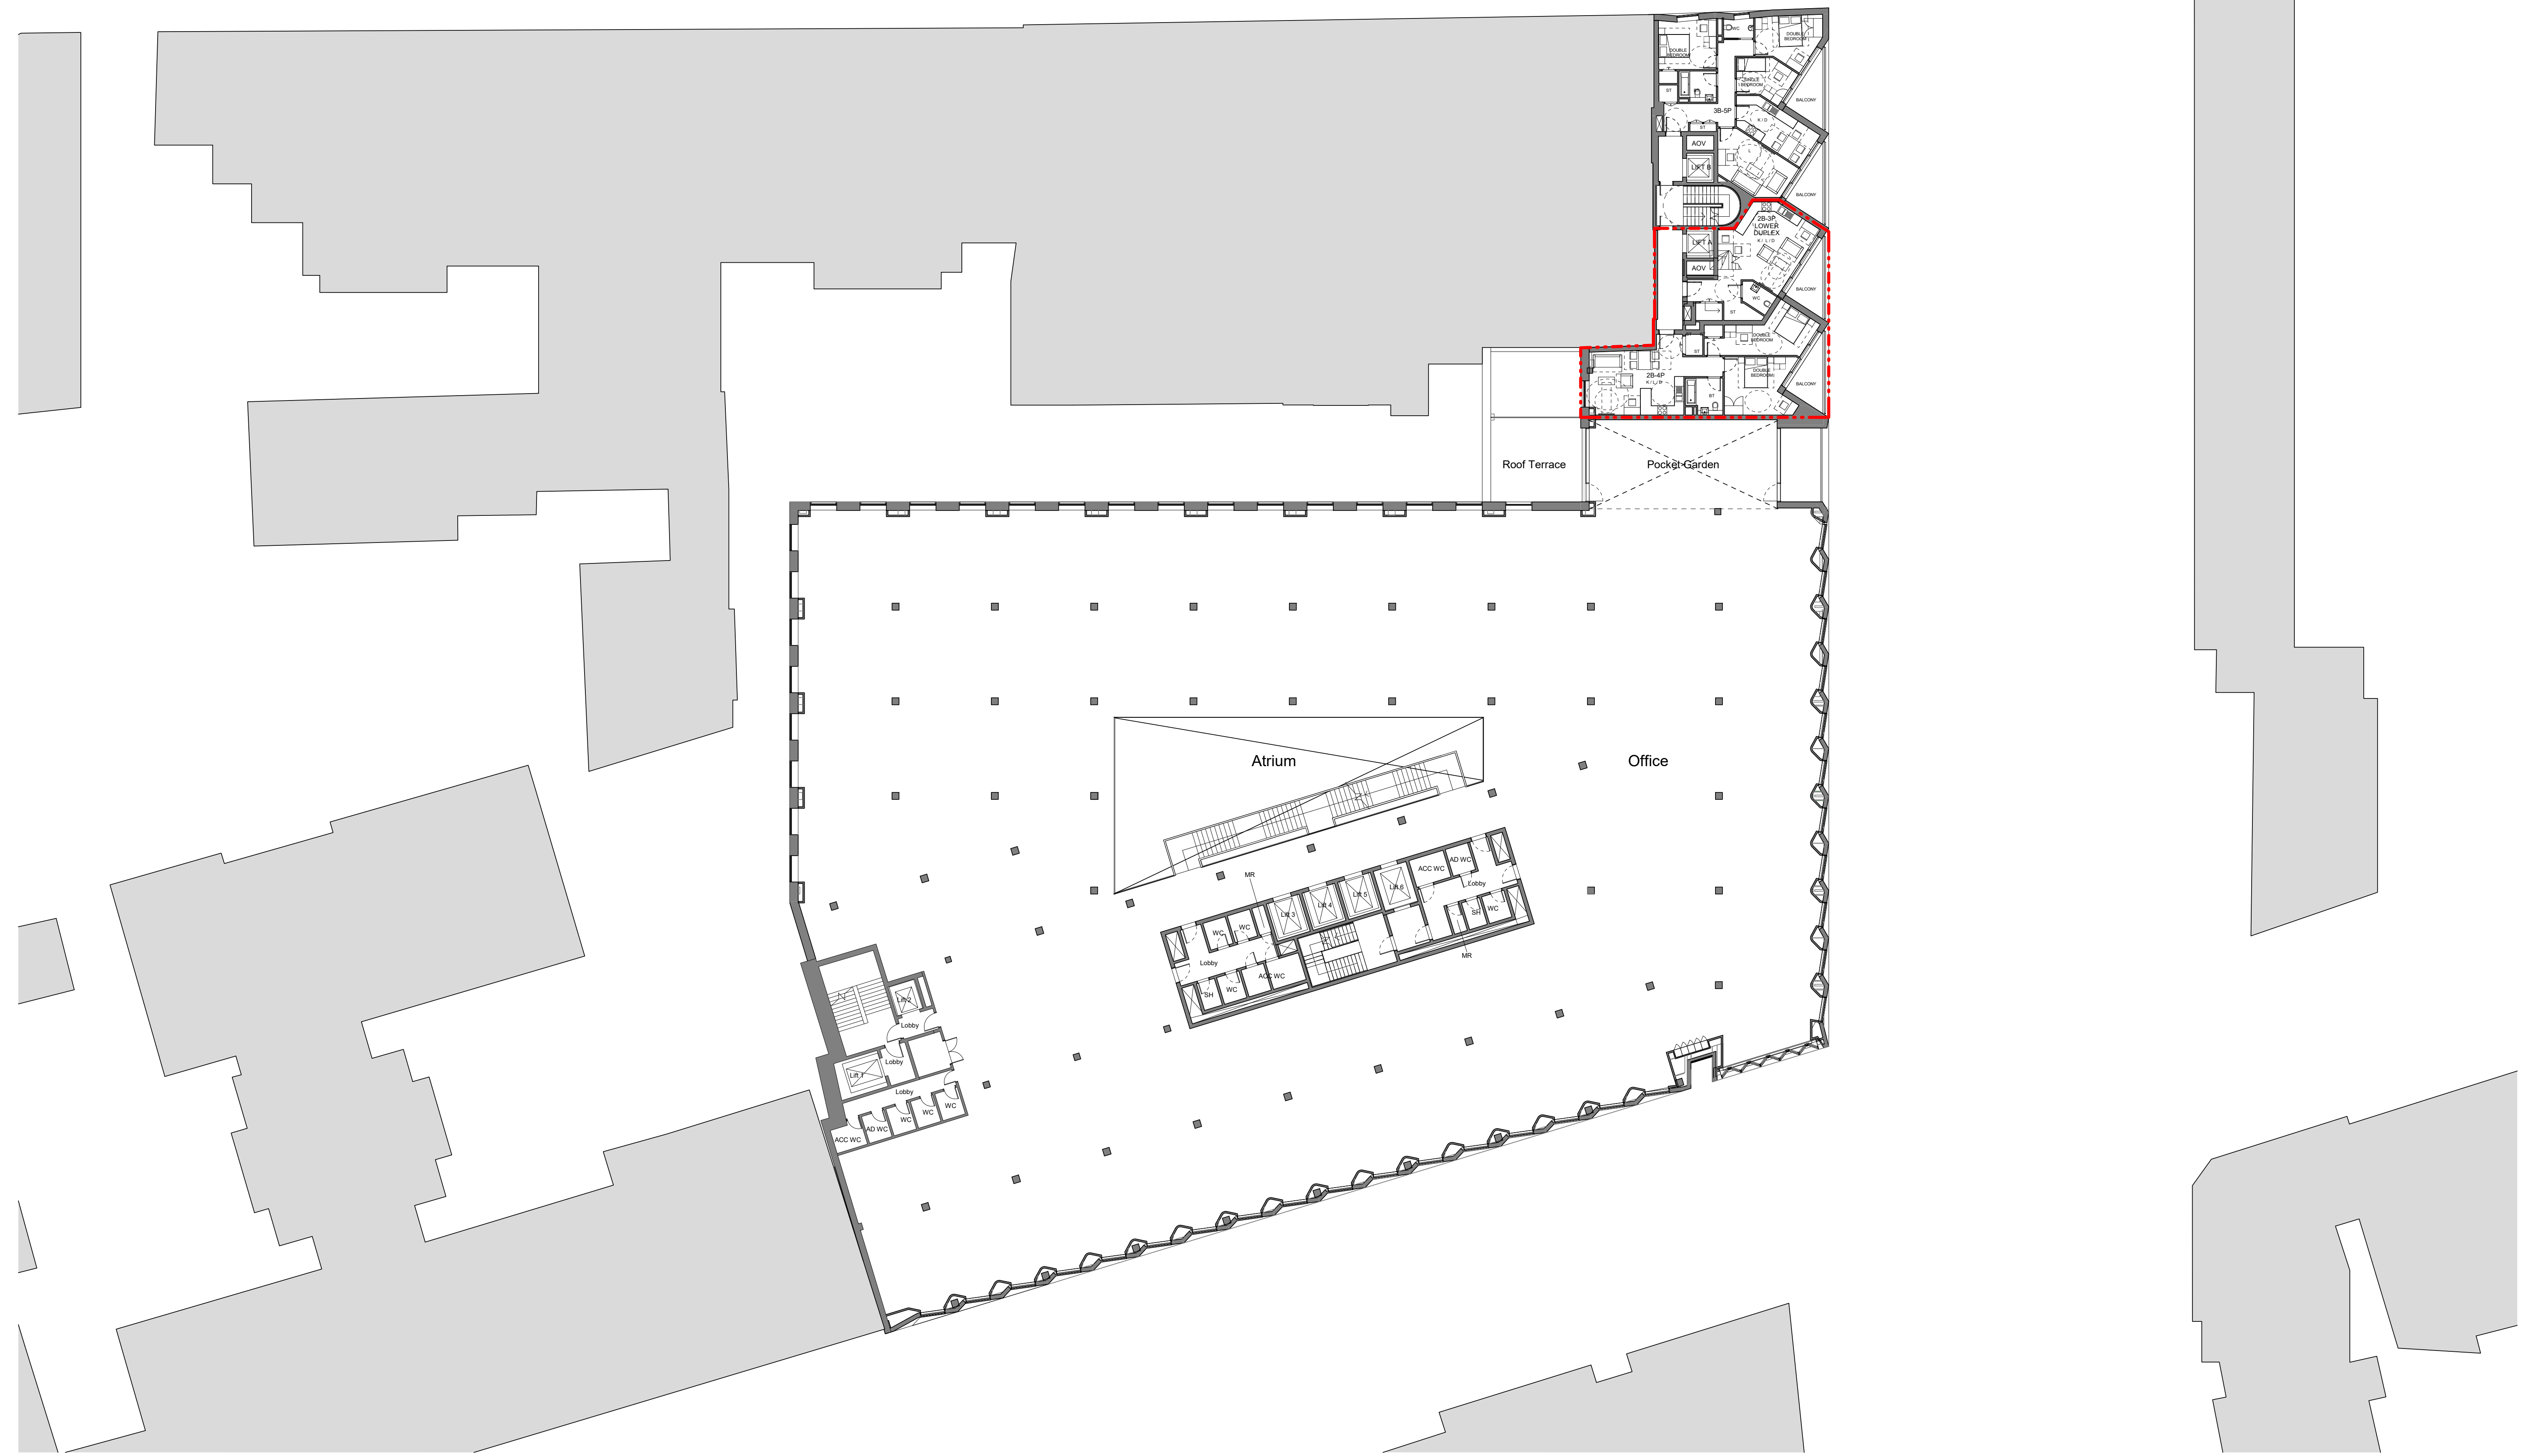 DOUBLE
BEDROOM
WC
DOUBLE
BEDROOM
SINGLE
BEDROOM
BALCONY
ST
3B-5P
K / D
ST
AOV
LIFT B
BALCONY
2B-3P
LOWER
DUPLEX
K / L / D
LIFT A
AOV
BALCONY
WC
ST
DOUBLE
BEDROOM
ST
2B-4P
K / L / D
DOUBLE
BEDROOM
BALCONY
BT
Roof Terrace
Pocket Garden
Atrium
Office
MR
ACC WC
AD WC
Lobby
Lift 6
Lift 5
Lift 4
Lift 3
SH
WC
WC
WC
Lobby
ACC WC
SH
WC
MR
Lift 2
Lobby
Lobby
Lift 1
Lobby
WC
WC
WC
AD WC
ACC WC